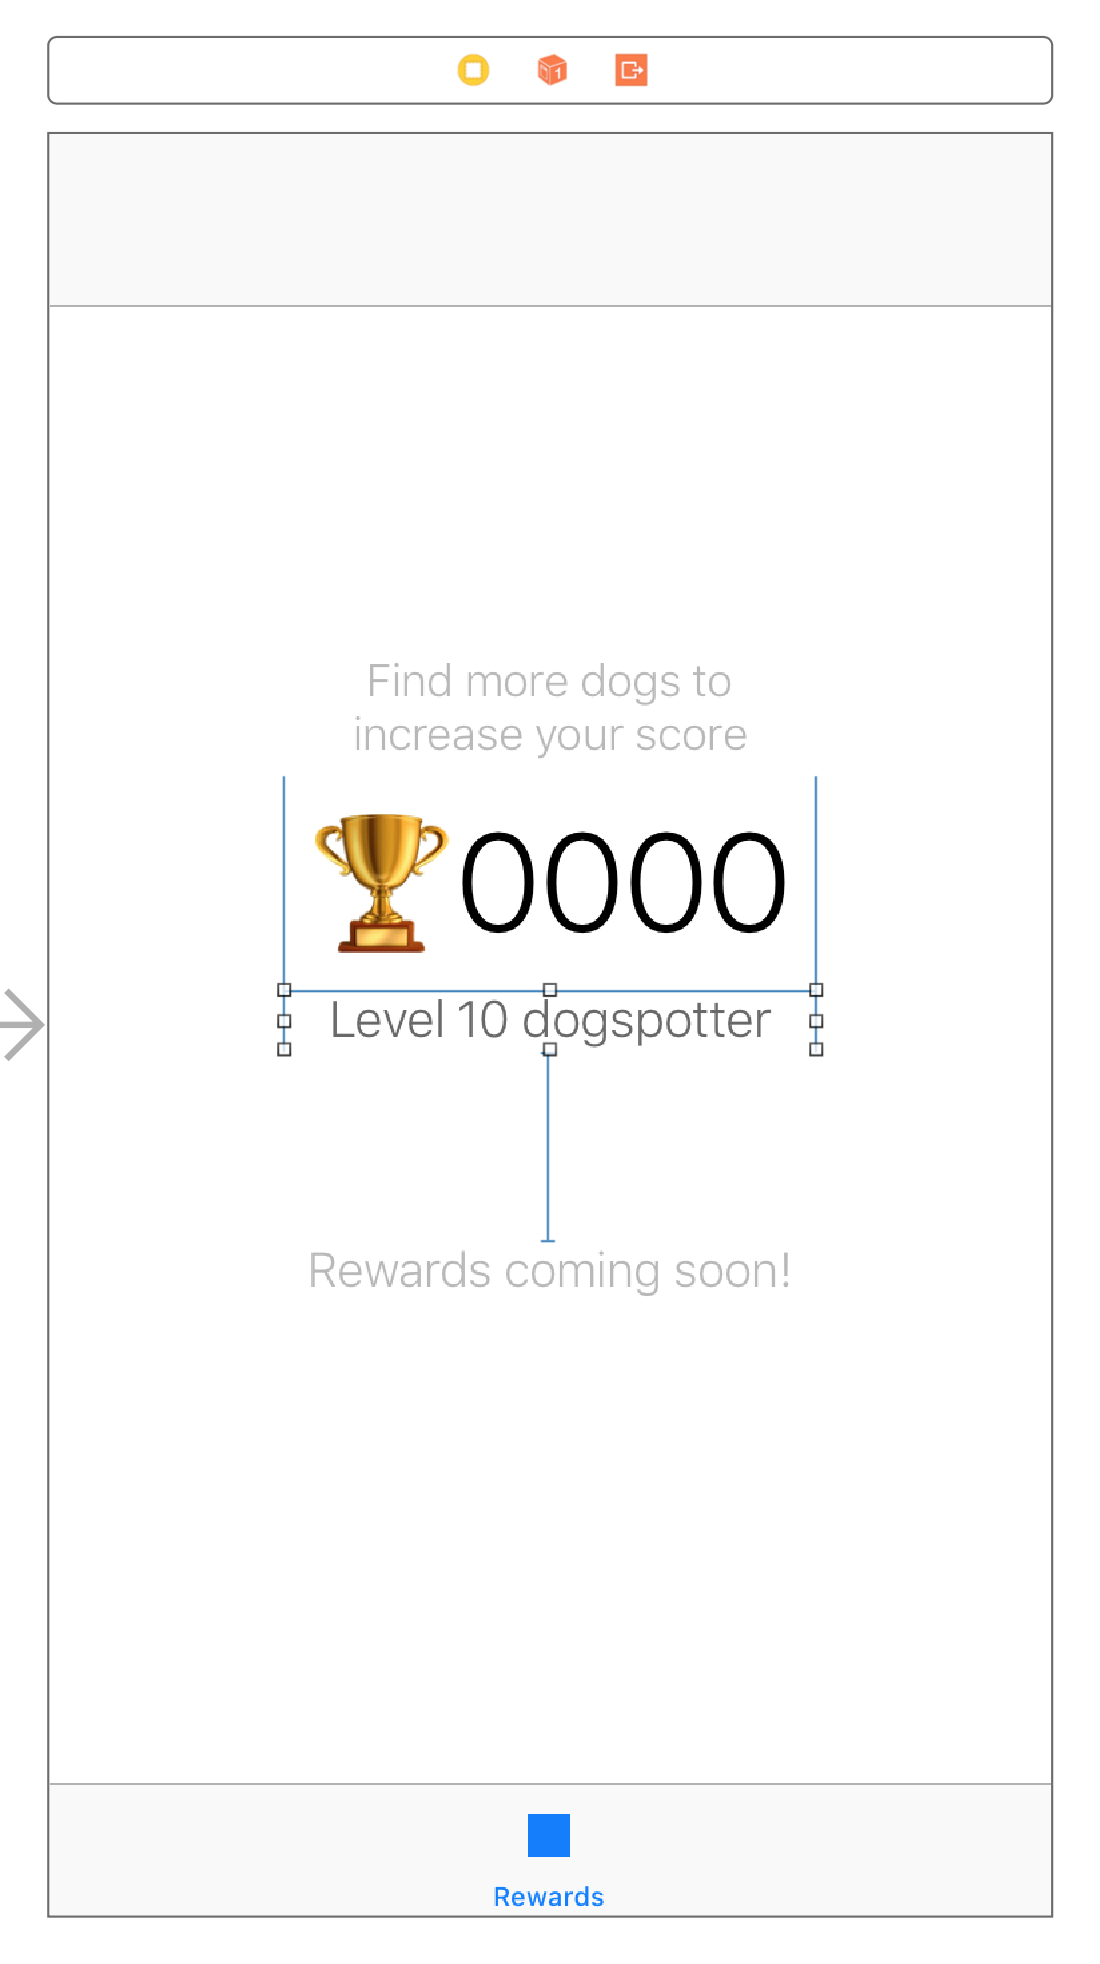 Find more dogs to
increase your score
0000
Level 10 dogspotter
Rewards coming soon!
Rewards